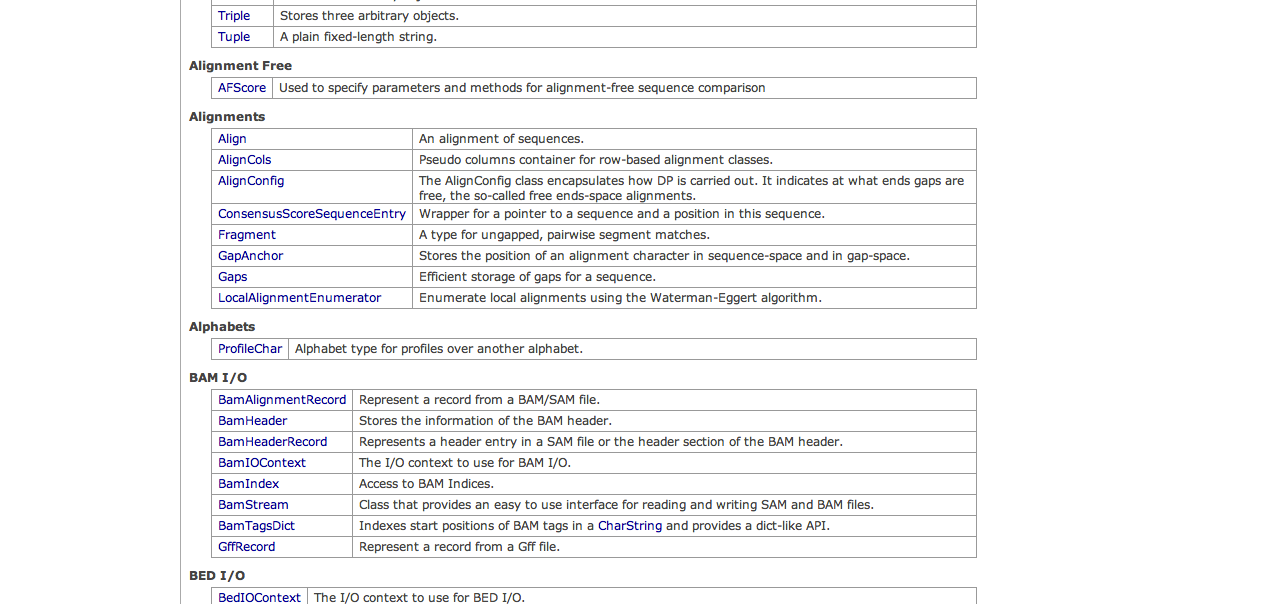 Triple Stores three arbitrary objects.
Tuple A plain fixed-length string.
Alignment Free
AFScore Used to specify parameters and methods for alignment-free sequence comparison
Alignments
Align An alignment of sequences.
AlignCols Pseudo columns container for row-based alignment classes.
AlignConfig The AlignConfig class encapsulates how DP is carried out. It indicates at what ends gaps are
free, the so-called free ends-space alignments.
ConsensusScoreSequenceEntry Wrapper for a pointer to a sequence and a position in this sequence.
Fragment A type for ungapped, pairwise segment matches.
GapAnchor Stores the position of an alignment character in sequence-space and in gap-space.
Gaps Efficient storage of gaps for a sequence.
LocalAlignmentEnumerator Enumerate local alignments using the Waterman-Eggert algorithm.
Alphabets
ProfileChar Alphabet type for profiles over another alphabet.
BAM I/O
BamAlignmentRecord Represent a record from a BAM/SAM file.
BamHeader Stores the information of the BAM header.
BamHeaderRecord Represents a header entry in a SAM file or the header section of the BAM header.
BamIOContext The I/O context to use for BAM I/O.
BamIndex Access to BAM Indices.
BamStream Class that provides an easy to use interface for reading and writing SAM and BAM files.
BamTagsDict Indexes start positions of BAM tags in a CharString and provides a dict-like API.
GffRecord Represent a record from a Gff file.
BED I/O
BedIOContext The I/O context to use for BED I/O.